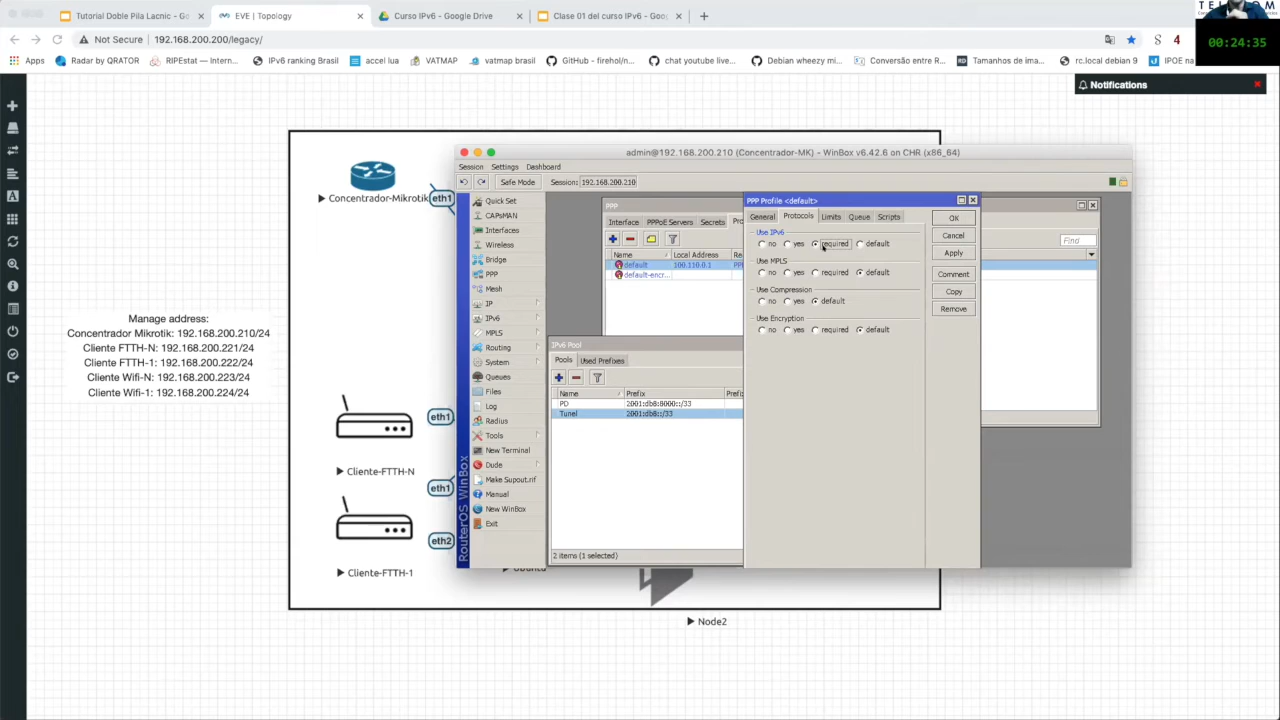 Tutorial Doble Pila Lacnic - Go
EVE | Topology
Curso IPv6 - Google Drive
Clase 01 del curso IPv6 - Goo
Not Secure
192.168.200.200/legacy/
S
4
00:24:35
Apps
Radar by QRATOR
RIPEstat — Intern...
IPv6 ranking Brasil
accel lua
VATMAP
vatmap brasil
GitHub - firehol/n...
chat youtube live...
Debian wheezy mi...
Conversão entre R...
Tamanhos de ima...
rc.local debian 9
IPOE na
Notifications
Concentrador-Mikrotik
eth1
Manage address:
Concentrador Mikrotik: 192.168.200.210/24
Cliente FTTH-N: 192.168.200.221/24
Cliente FTTH-1: 192.168.200.222/24
Cliente Wifi-N: 192.168.200.223/24
Cliente Wifi-1: 192.168.200.224/24
eth1
Cliente-FTTH-N
eth1
eth2
Cliente-FTTH-1
Ubuntu
Node2
admin@192.168.200.210 (Concentrador-MK) - WinBox v6.42.6 on CHR (x86_64)
Session
Settings
Dashboard
Safe Mode
Session:
192.168.200.210
RouterOS WinBox
Quick Set
CAPsMAN
Interfaces
Wireless
Bridge
PPP
Mesh
IP
IPv6
MPLS
Routing
System
Queues
Files
Log
Radius
Tools
New Terminal
Dude
Make Supout.rif
Manual
New WinBox
Exit
PPP
Interface
PPPoE Servers
Secrets
Find
Name
Local Address
default
100.110.0.1
default-encr...
IPv6 Pool
Pools
Used Prefixes
Name
Prefix
PD
2001:db8:8000::/33
Tunel
2001:db8::/33
2 items (1 selected)
PPP Profile <default>
General
Protocols
Limits
Queue
Scripts
Use IPv6
no
yes
required
default
Use MPLS
no
yes
required
default
Use Compression
no
yes
default
Use Encryption
no
yes
required
default
OK
Cancel
Apply
Comment
Copy
Remove